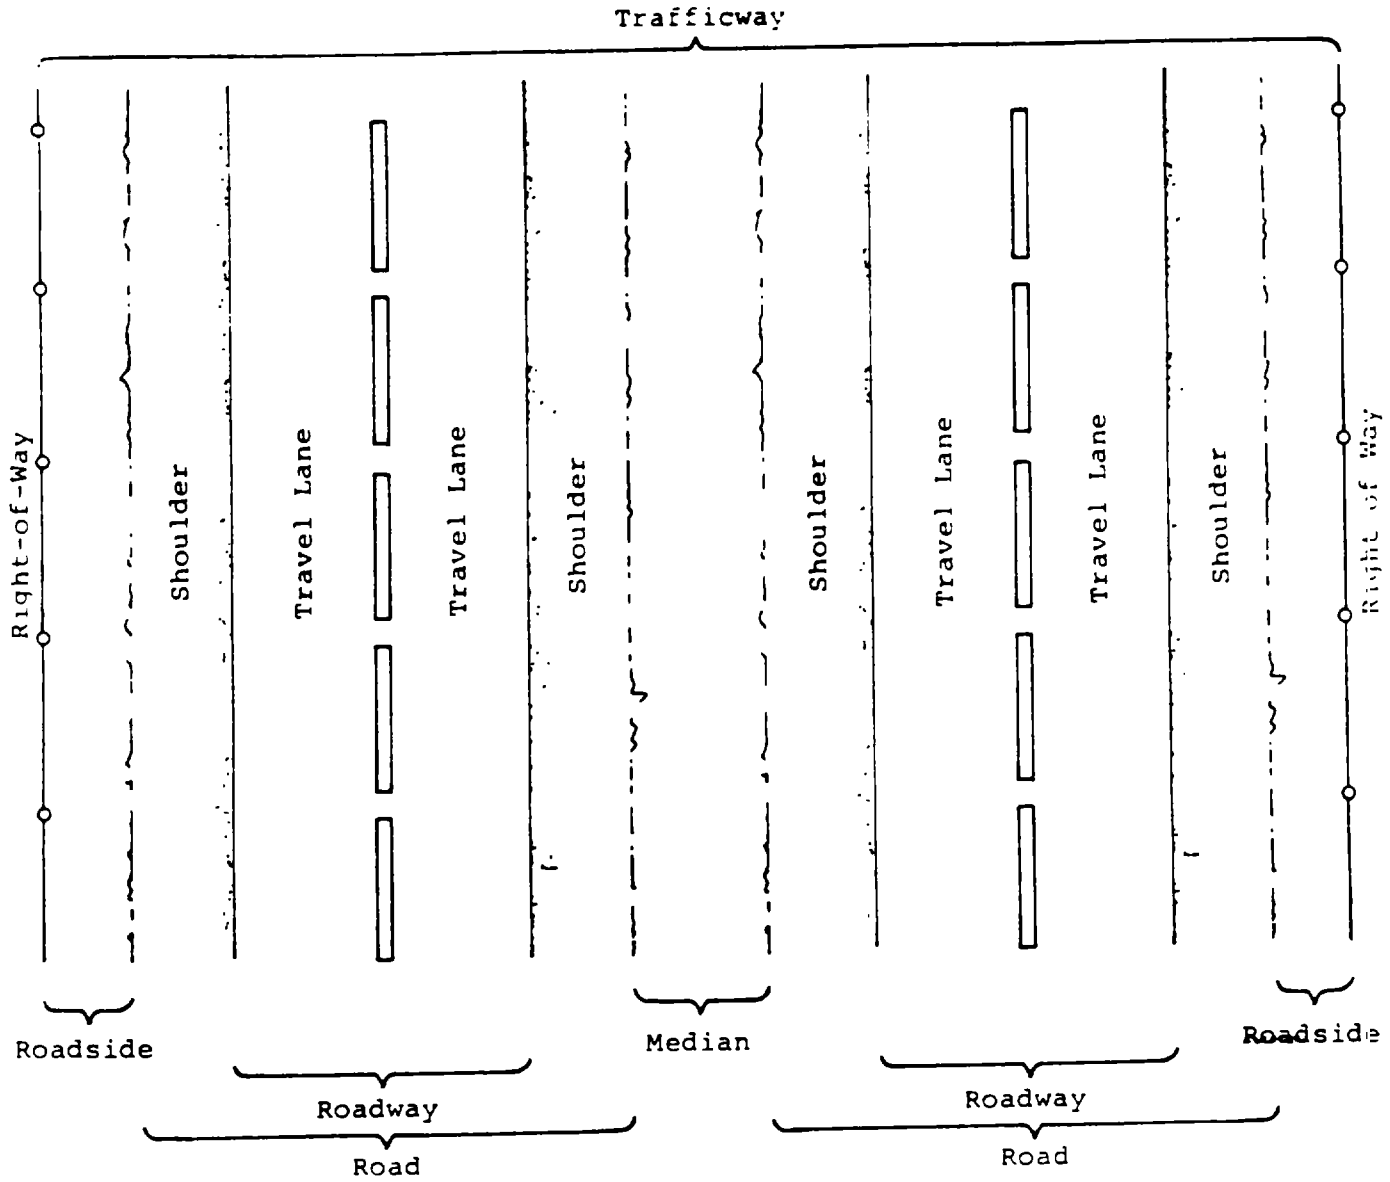 Trafficway
Right-of-Way
Shoulder
Travel Lane
Travel Lane
Shoulder
Shoulder
Travel Lane
Travel Lane
Shoulder
Right of Way
Roadside
Median
Roadside
Roadway
Roadway
Road
Road